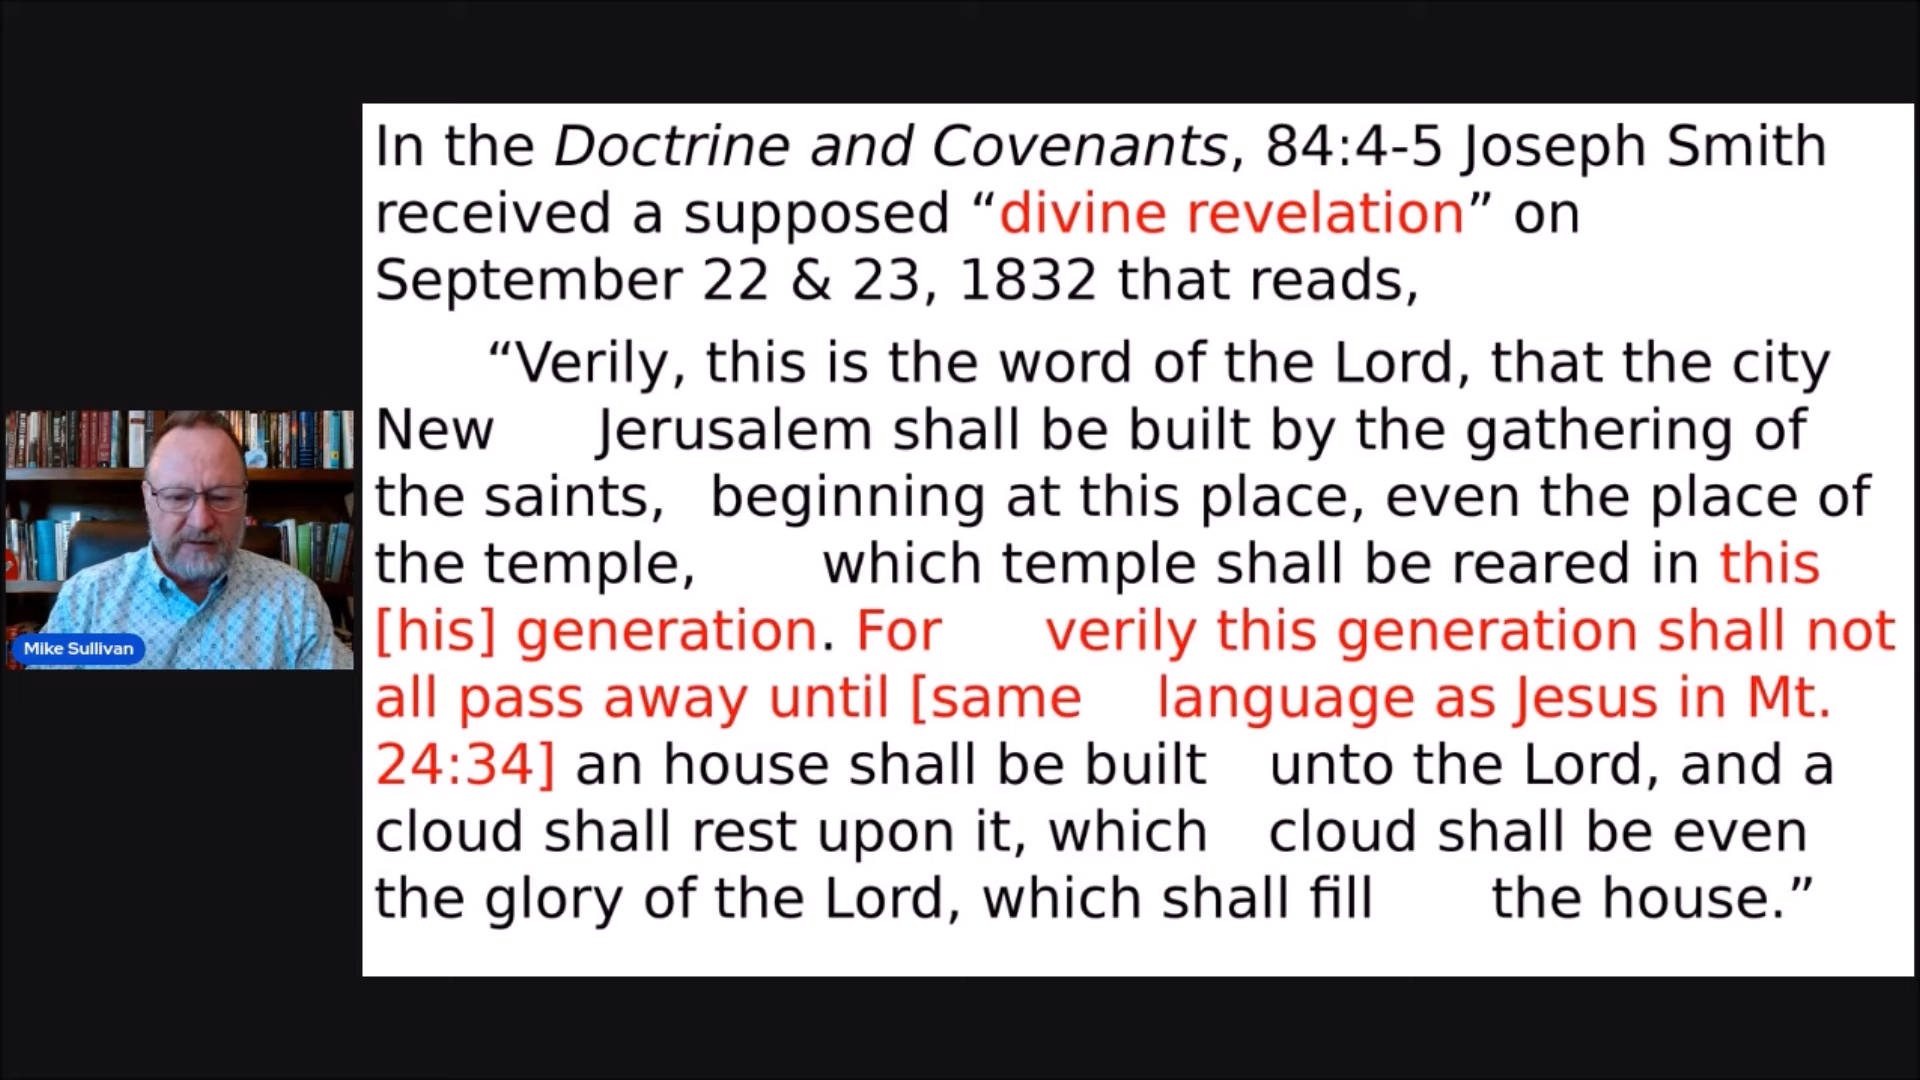 In the Doctrine and Covenants, 84:4-5 Joseph Smith
received a supposed “divine revelation” on
September 22 & 23, 1832 that reads,
“Verily, this is the word of the Lord, that the city
New Jerusalem shall be built by the gathering of
the saints, beginning at this place, even the place of
the temple, which temple shall be reared in this
[his] generation. For verily this generation shall not
all pass away until [same language as Jesus in Mt.
24:34] an house shall be built unto the Lord, and a
cloud shall rest upon it, which cloud shall be even
the glory of the Lord, which shall fill the house.”
Mike Sullivan